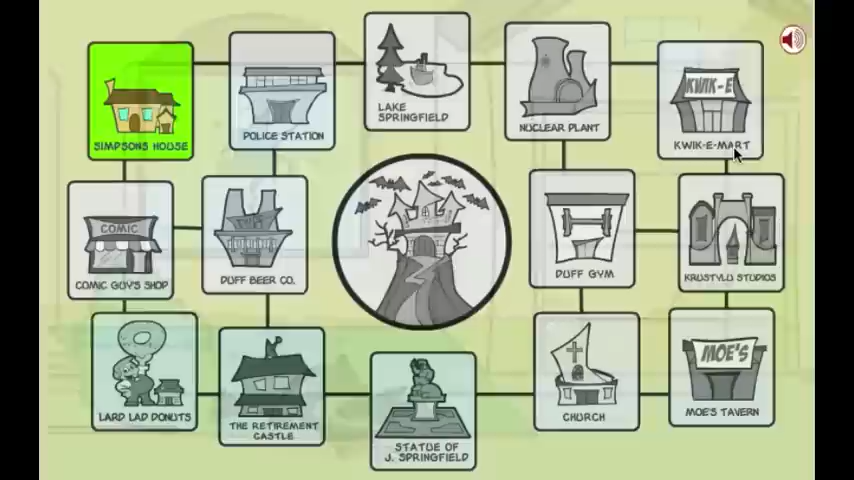 SIMPSONS HOUSE
POLICE STATION
LAKE
SPRINGFIELD
NUCLEAR PLANT
KWIK-E
KWIK-E-MART
COMIC
COMIC GUY'S SHOP
DUFF BEER CO.
DUFF GYM
KRUSTYLU STUDIOS
LARD LAD DONUTS
THE RETIREMENT
CASTLE
STATUE OF
J. SPRINGFIELD
CHURCH
MOE'S
MOE'S TAVERN